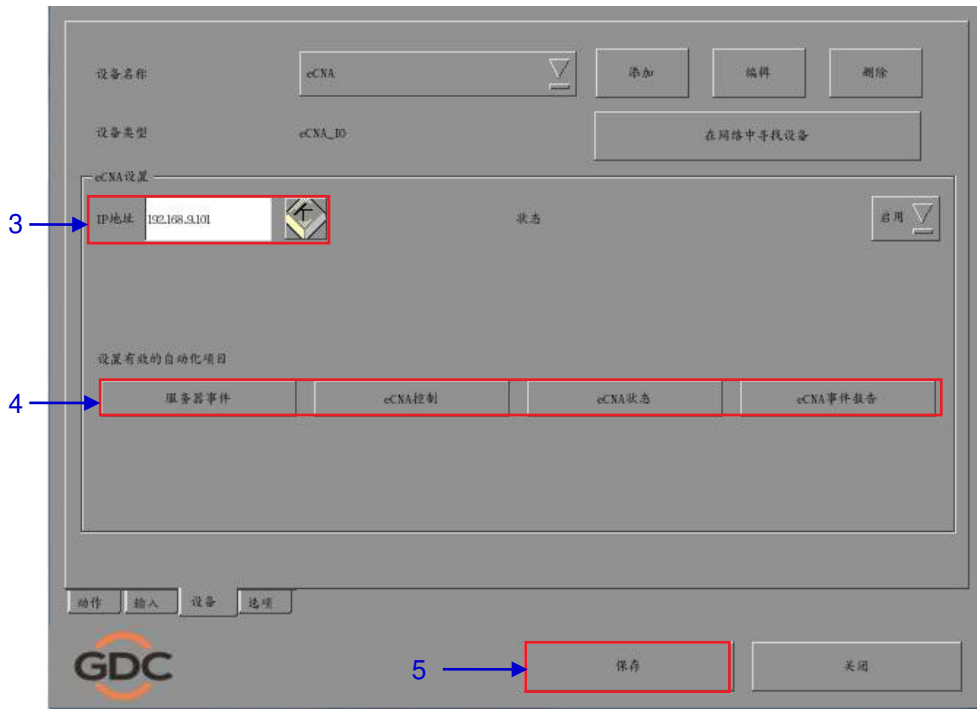 设备名称 eCNA 添加 编辑 删除
设备类型 eCNA_IO 在网络中寻找设备
eCNA设置
3 IP地址 192.168.9.101 状态 启用
设置有效的自动化项目
4 服务器事件 eCNA控制 eCNA状态 eCNA事件报告
动作 输入 设备 选项
GDC 5 保存 关闭